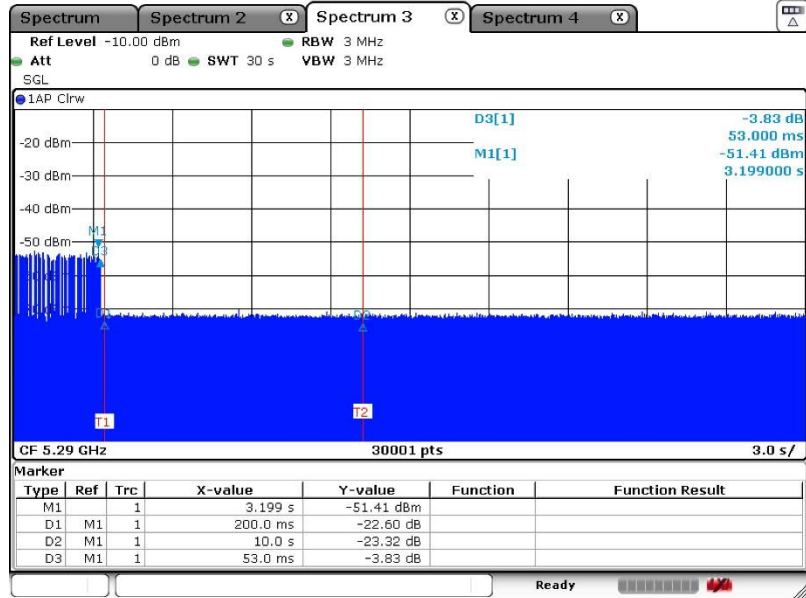 Spectrum Spectrum 2 X Spectrum 3 X Spectrum 4 X
Ref Level -10.00 dBm RBW 3 MHz
Att 0 dB SWT 30 s VBW 3 MHz
SGL
1AP Clrw
D3[1] -3.83 dB
53.000 ms
M1[1] -51.41 dBm
3.199000 s
-20 dBm
-30 dBm
-40 dBm
-50 dBm
M1
D3
D2
T1
T2
CF 5.29 GHz 30001 pts 3.0 s/
Marker
Type Ref Trc X-value Y-value Function Function Result
M1 1 3.199 s -51.41 dBm
D1 M1 1 200.0 ms -22.60 dB
D2 M1 1 10.0 s -23.32 dB
D3 M1 1 53.0 ms -3.83 dB
Ready